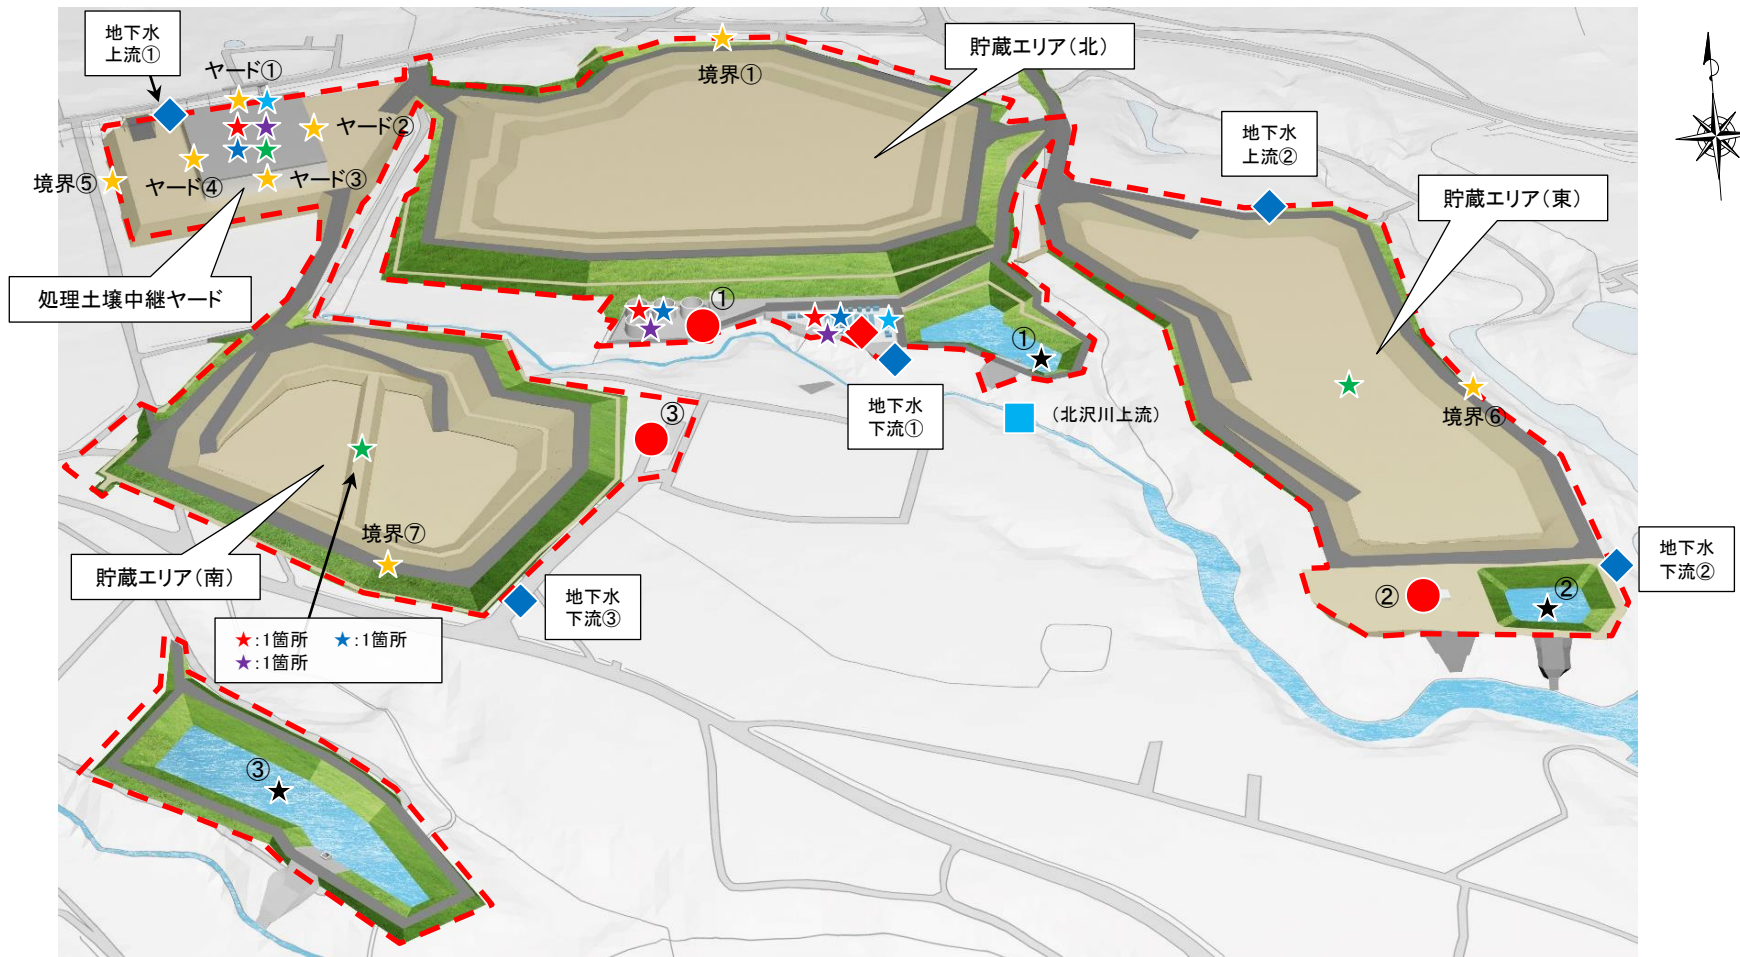 地下水
上流①
ヤード①
境界①
貯蔵エリア(北)
ヤード②
地下水
上流②
境界⑤
ヤード④
ヤード③
貯蔵エリア(東)
処理土壌中継ヤード
①
①
地下水
下流①
(北沢川上流)
境界⑥
③
境界⑦
貯蔵エリア(南)
地下水
下流③
地下水
下流②
②
②
★:1箇所 ★:1箇所
★:1箇所
③